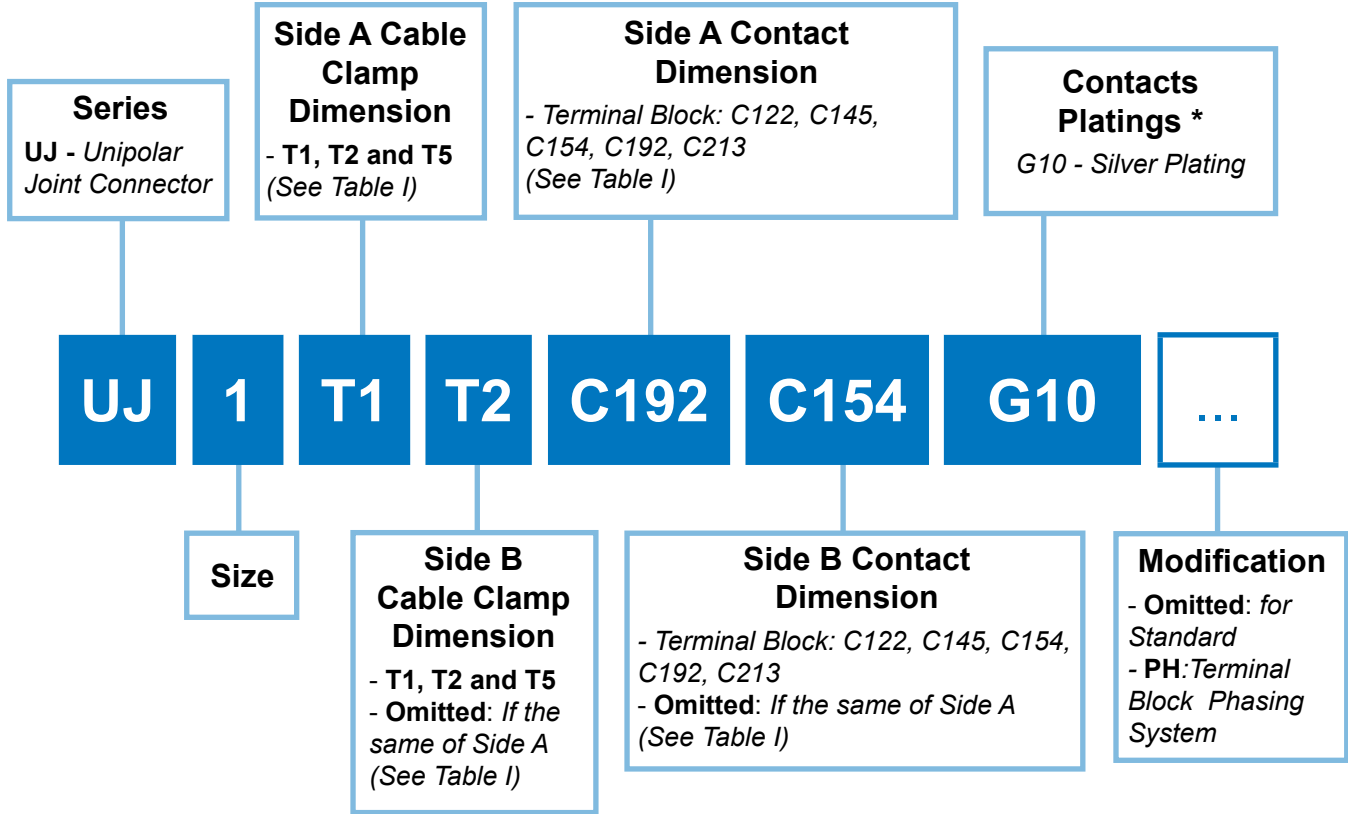 Series
UJ - Unipolar
Joint Connector
Side A Cable
Clamp
Dimension
- T1, T2 and T5
(See Table I)
Side A Contact
Dimension
- Terminal Block: C122, C145,
C154, C192, C213
(See Table I)
Contacts
Platings *
G10 - Silver Plating
UJ 1 T1 T2 C192 C154 G10 ...
Size
Side B
Cable Clamp
Dimension
- T1, T2 and T5
- Omitted: If the
same of Side A
(See Table I)
Side B Contact
Dimension
- Terminal Block: C122, C145, C154,
C192, C213
- Omitted: If the same of Side A
(See Table I)
Modification
- Omitted: for
Standard
- PH:Terminal
Block Phasing
System